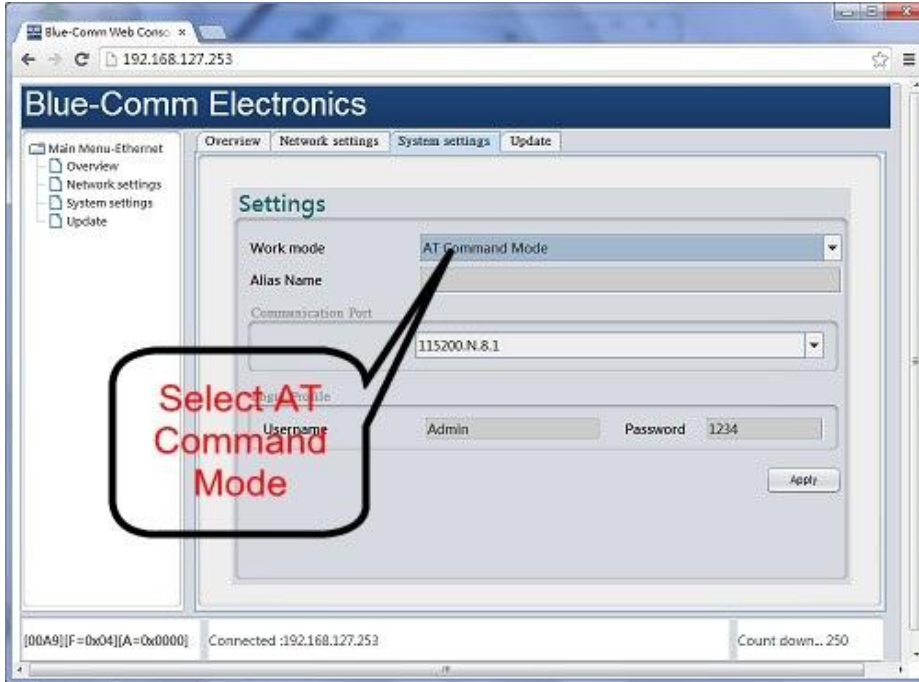 Blue-Comm Web Conso
192.168.127.253
Blue-Comm Electronics
Main Menu-Ethernet
Overview
Network settings
System settings
Update
Overview Network settings System settings Update
Settings
Work mode AT Command Mode
Alias Name
Communication Port
115200.N.8.1
Login Profile
Username Admin Password 1234
Apply
Select AT
Command
Mode
[00A9][F=0x04][A=0x0000] Connected :192.168.127.253 Count down... 250